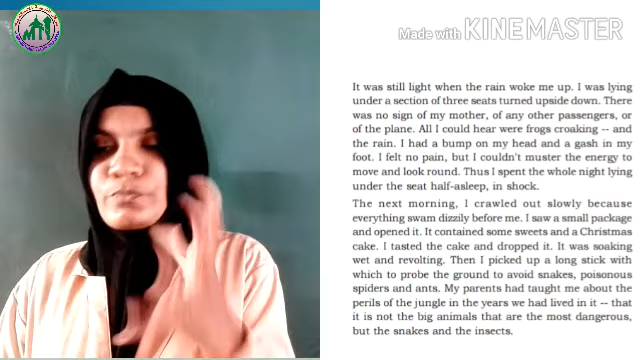 Made with KINEMASTER
It was still light when the rain woke me up. I was lying
under a section of three seats turned upside down. There
was no sign of my mother, of any other passengers, or
of the plane. All I could hear were frogs croaking -- and
the rain. I had a bump on my head and a gash in my
foot. I felt no pain, but I couldn't muster the energy to
move and look round. Thus I spent the whole night lying
under the seat half-asleep, in shock.
The next morning, I crawled out slowly because
everything swam dizzily before me. I saw a small package
and opened it. It contained some sweets and a Christmas
cake. I tasted the cake and dropped it. It was soaking
wet and revolting. Then I picked up a long stick with
which to probe the ground to avoid snakes, poisonous
spiders and ants. My parents had taught me about the
perils of the jungle in the years we had lived in it -- that
it is not the big animals that are the most dangerous,
but the snakes and the insects.